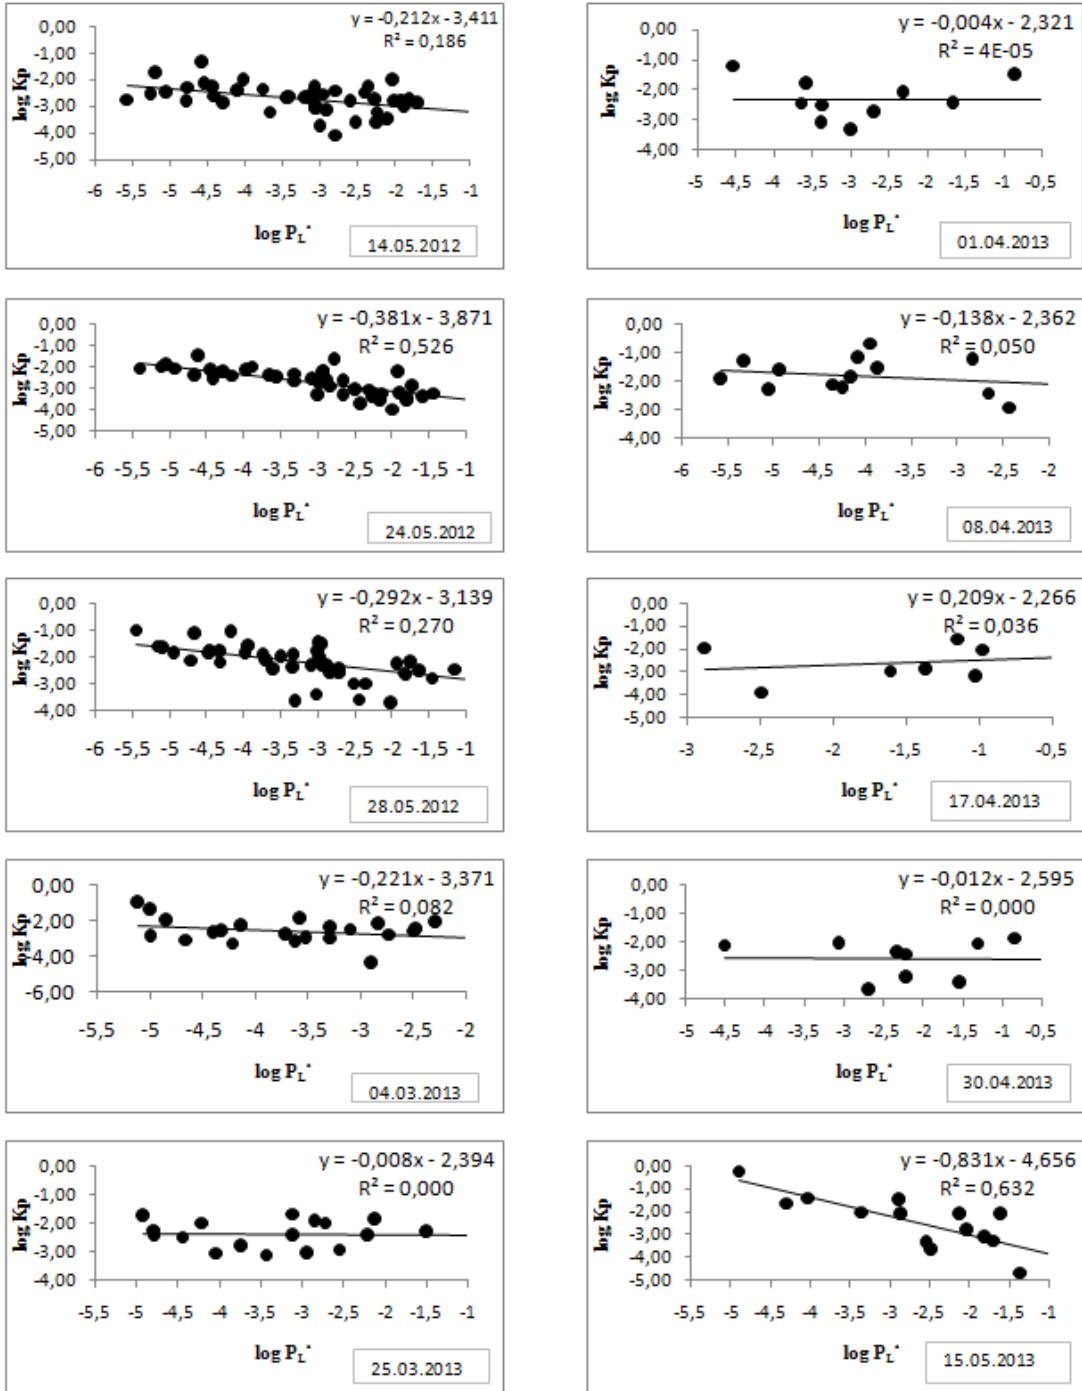 y = -0,212x - 3,411
R² = 0,186
0,00
-1,00
-2,00
-3,00
-4,00
-5,00
log Kp
-6 -5,5 -5 -4,5 -4 -3,5 -3 -2,5 -2 -1,5 -1
log P_L°
14.05.2012
y = -0,004x - 2,321
R² = 4E-05
0,00
-1,00
-2,00
-3,00
-4,00
log Kp
-5 -4,5 -4 -3,5 -3 -2,5 -2 -1,5 -1 -0,5
log P_L°
01.04.2013
y = -0,381x - 3,871
R² = 0,526
0,00
-1,00
-2,00
-3,00
-4,00
-5,00
log Kp
-6 -5,5 -5 -4,5 -4 -3,5 -3 -2,5 -2 -1,5 -1
log P_L°
24.05.2012
y = -0,138x - 2,362
R² = 0,050
0,00
-1,00
-2,00
-3,00
-4,00
log Kp
-6 -5,5 -5 -4,5 -4 -3,5 -3 -2,5 -2
log P_L°
08.04.2013
y = -0,292x - 3,139
R² = 0,270
0,00
-1,00
-2,00
-3,00
-4,00
log Kp
-6 -5,5 -5 -4,5 -4 -3,5 -3 -2,5 -2 -1,5 -1
log P_L°
28.05.2012
y = 0,209x - 2,266
R² = 0,036
0,00
-1,00
-2,00
-3,00
-4,00
-5,00
log Kp
-3 -2,5 -2 -1,5 -1 -0,5
log P_L°
17.04.2013
y = -0,221x - 3,371
R² = 0,082
0,00
-2,00
-4,00
-6,00
log Kp
-5,5 -5 -4,5 -4 -3,5 -3 -2,5 -2
log P_L°
04.03.2013
y = -0,012x - 2,595
R² = 0,000
0,00
-1,00
-2,00
-3,00
-4,00
log Kp
-5 -4,5 -4 -3,5 -3 -2,5 -2 -1,5 -1 -0,5
log P_L°
30.04.2013
y = -0,008x - 2,394
R² = 0,000
0,00
-1,00
-2,00
-3,00
-4,00
log Kp
-5,5 -5 -4,5 -4 -3,5 -3 -2,5 -2 -1,5 -1
log P_L°
25.03.2013
y = -0,831x - 4,656
R² = 0,632
0,00
-1,00
-2,00
-3,00
-4,00
-5,00
log Kp
-5,5 -5 -4,5 -4 -3,5 -3 -2,5 -2 -1,5 -1
log P_L°
15.05.2013